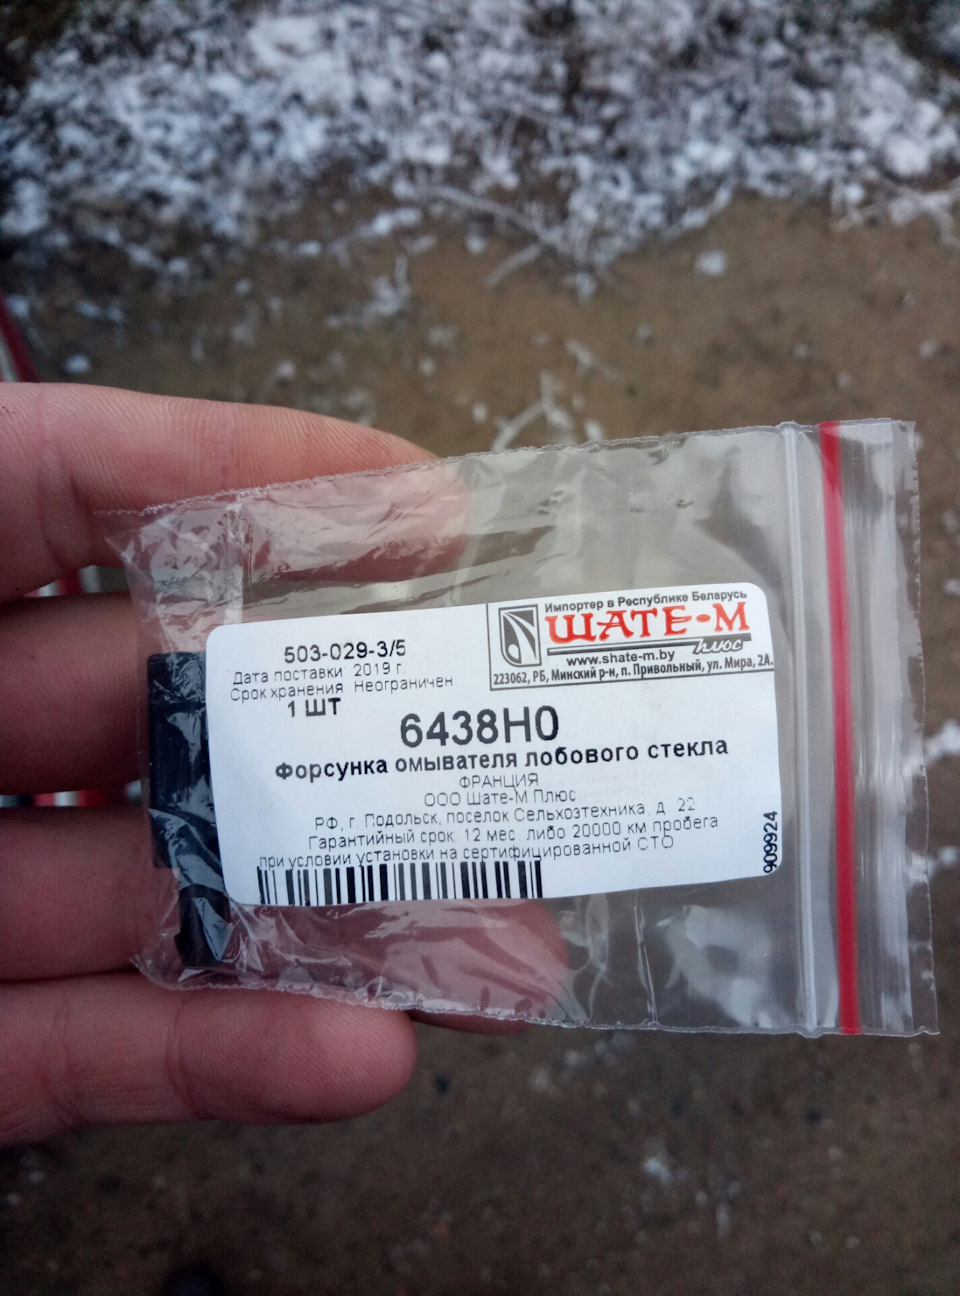 503-029-3/5
Дата поставки: 2019 г.
Срок хранения Неограничен
1 ШТ
Импортер в Республике Беларусь
ШАТЕ-М
плюс
www.shate-m.by
223062, РБ, Минский р-н, п. Привольный, ул. Мира, 2А.
6438H0
Форсунка омывателя лобового стекла
ФРАНЦИЯ
ООО Шате-М Плюс
РФ, г. Подольск, поселок Сельхозтехника, д. 22
Гарантийный срок: 12 мес. либо 20000 км пробега
при условии установки на сертифицированной СТО
909924